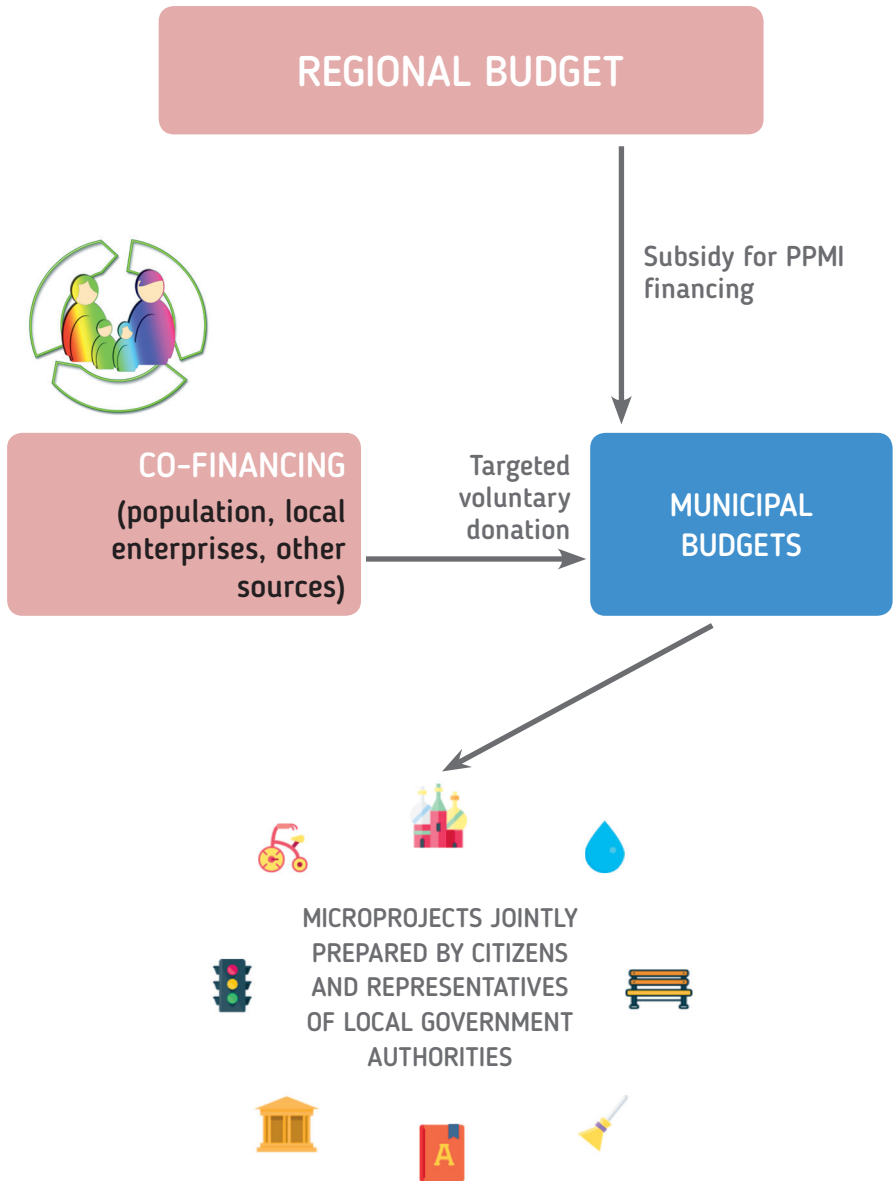 REGIONAL BUDGET
Subsidy for PPMI
financing
CO-FINANCING
(population, local
enterprises, other
sources)
Targeted
voluntary
donation
MUNICIPAL
BUDGETS
MICROPROJECTS JOINTLY
PREPARED BY CITIZENS
AND REPRESENTATIVES
OF LOCAL GOVERNMENT
AUTHORITIES
A